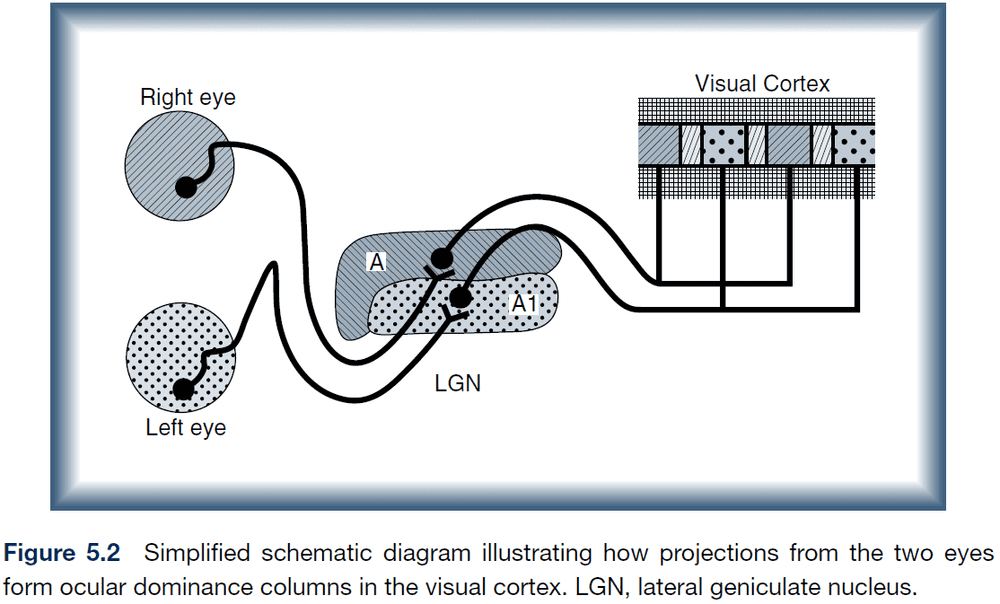 Visual Cortex
Right eye
A
A1
LGN
Left eye
Figure 5.2 Simplified schematic diagram illustrating how projections from the two eyes
form ocular dominance columns in the visual cortex. LGN, lateral geniculate nucleus.